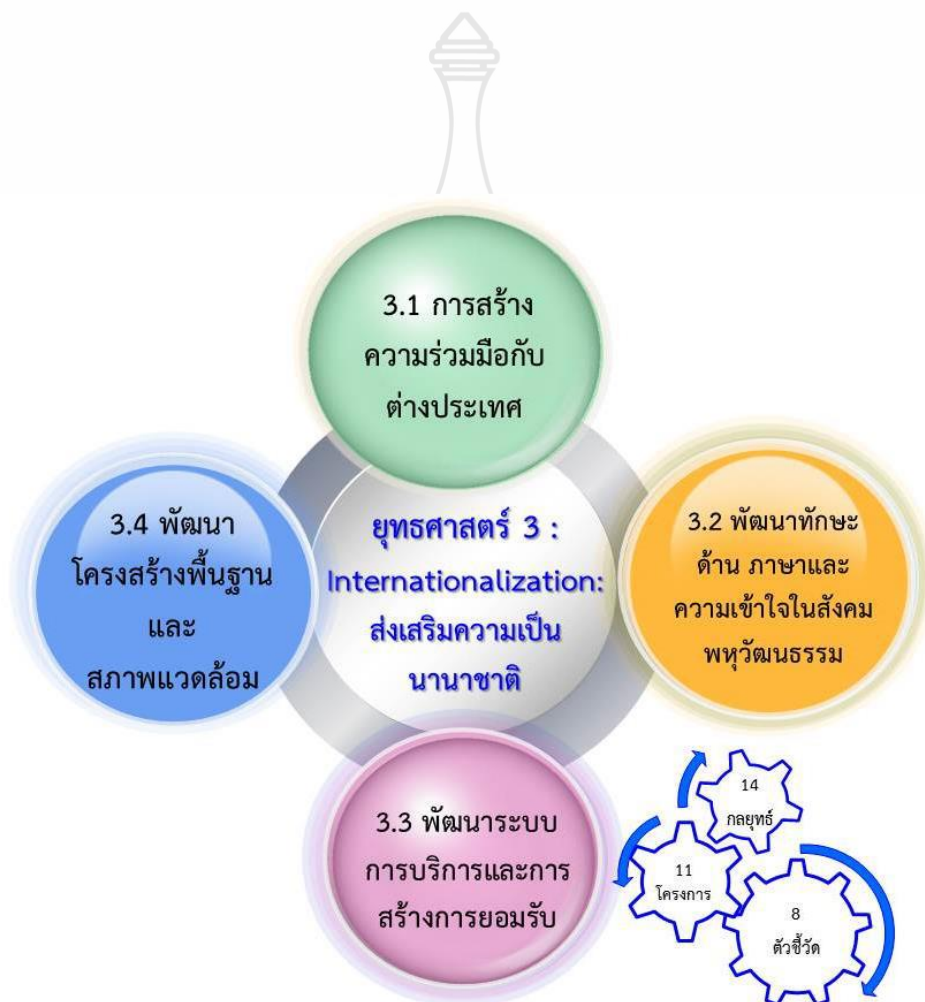 3.1 การสร้าง
ความร่วมมือกับ
ต่างประเทศ
3.4 พัฒนา
โครงสร้างพื้นฐาน
และ
สภาพแวดล้อม
ยุทธศาสตร์ 3 :
Internationalization:
ส่งเสริมความเป็น
นานาชาติ
3.2 พัฒนาทักษะ
ด้าน ภาษาและ
ความเข้าใจในสังคม
พหุวัฒนธรรม
3.3 พัฒนาระบบ
การบริการและการ
สร้างการยอมรับ
14
กลยุทธ์
11
โครงการ
8
ตัวชี้วัด